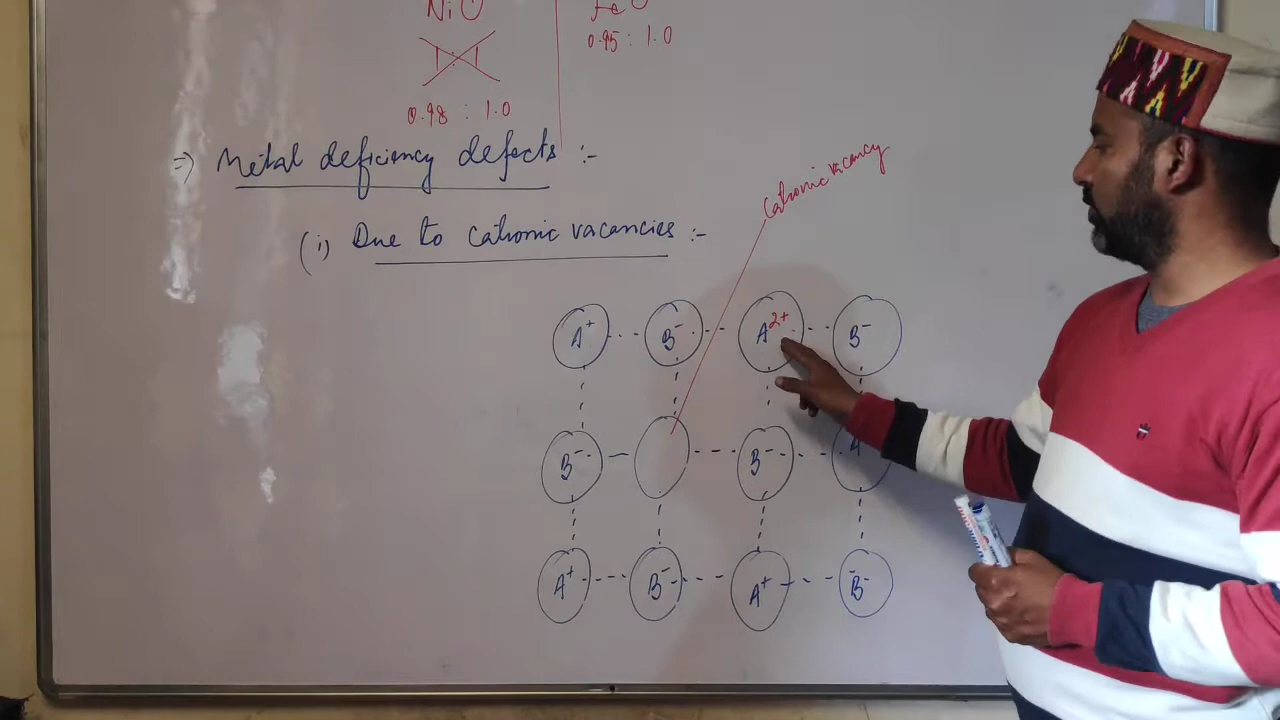 NiO
FeO
0.95 : 1.0
0.98 : 1.0
⇒ Metal deficiency defects :-
Cationic vacancy
(i) Due to Cationic vacancies :-
A⁺ B⁻ A²⁺ B⁻
B⁻ B⁻ A
A⁺ B⁻ A⁺ B⁻